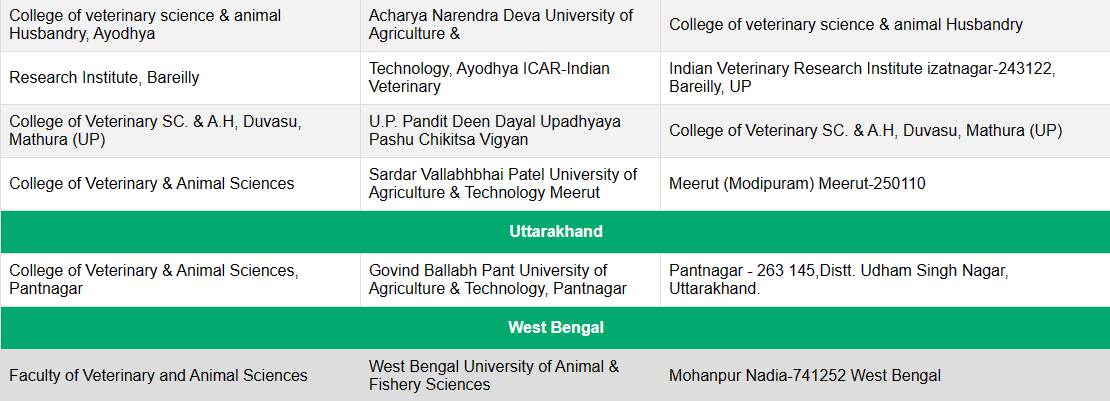 College of veterinary science & animal
Husbandry, Ayodhya
Acharya Narendra Deva University of
Agriculture &
College of veterinary science & animal Husbandry
Research Institute, Bareilly
Technology, Ayodhya ICAR-Indian
Veterinary
Indian Veterinary Research Institute izatnagar-243122,
Bareilly, UP
College of Veterinary SC. & A.H, Duvasu,
Mathura (UP)
U.P. Pandit Deen Dayal Upadhyaya
Pashu Chikitsa Vigyan
College of Veterinary SC. & A.H, Duvasu, Mathura (UP)
College of Veterinary & Animal Sciences
Sardar Vallabhbhai Patel University of
Agriculture & Technology Meerut
Meerut (Modipuram) Meerut-250110
Uttarakhand
College of Veterinary & Animal Sciences,
Pantnagar
Govind Ballabh Pant University of
Agriculture & Technology, Pantnagar
Pantnagar - 263 145,Distt. Udham Singh Nagar,
Uttarakhand.
West Bengal
Faculty of Veterinary and Animal Sciences
West Bengal University of Animal &
Fishery Sciences
Mohanpur Nadia-741252 West Bengal